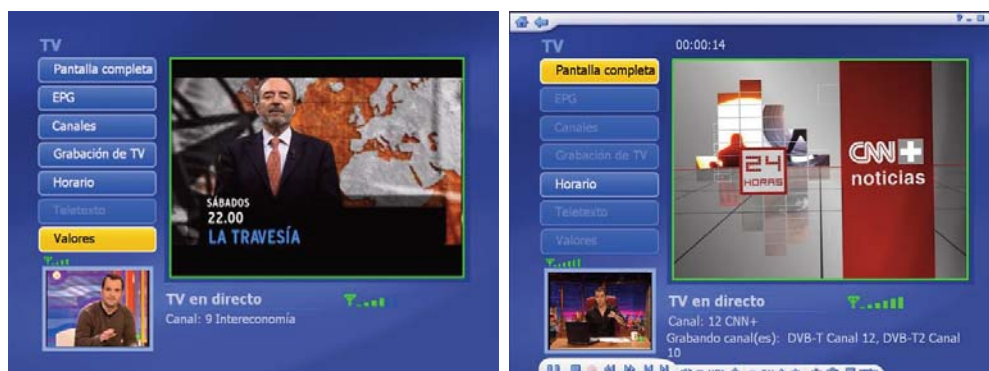 TV
Pantalla completa
EPG
Canales
Grabación de TV
Horario
Teletexto
Valores
SÁBADOS
22.00
LA TRAVESÍA
TV en directo
Canal: 9 Intereconomía
TV
00:00:14
Pantalla completa
EPG
Canales
Grabación de TV
Horario
Teletexto
Valores
24
HORAS
CNN+
noticias
TV en directo
Canal: 12 CNN+
Grabando canal(es): DVB-T Canal 12, DVB-T2 Canal
10